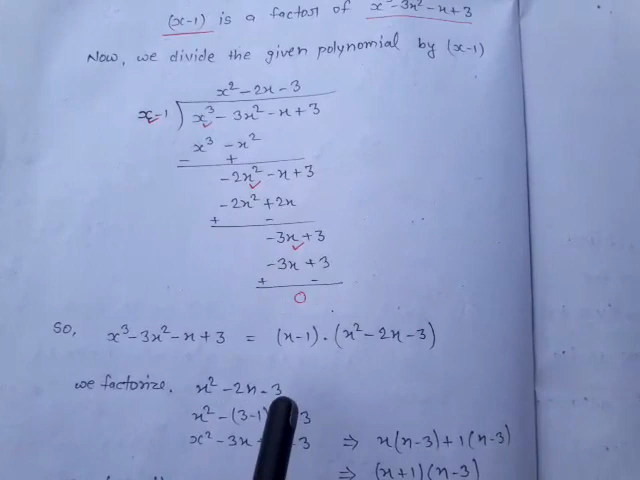 (x-1) is a factor of x³-3x²-x+3
Now, we divide the given polynomial by (x-1)
x²-2x-3
x-1) x³-3x²-x+3
x³-x²
- +
-2x²-x+3
-2x²+2x
+ -
-3x+3
-3x+3
+ -
0
So, x³-3x²-x+3 = (x-1).(x²-2x-3)
we factorize. x²-2x-3
x²-(3-1) 3
x²-3x+ -3 ⇒ x(x-3)+1(x-3)
⇒ (x+1)(x-3)